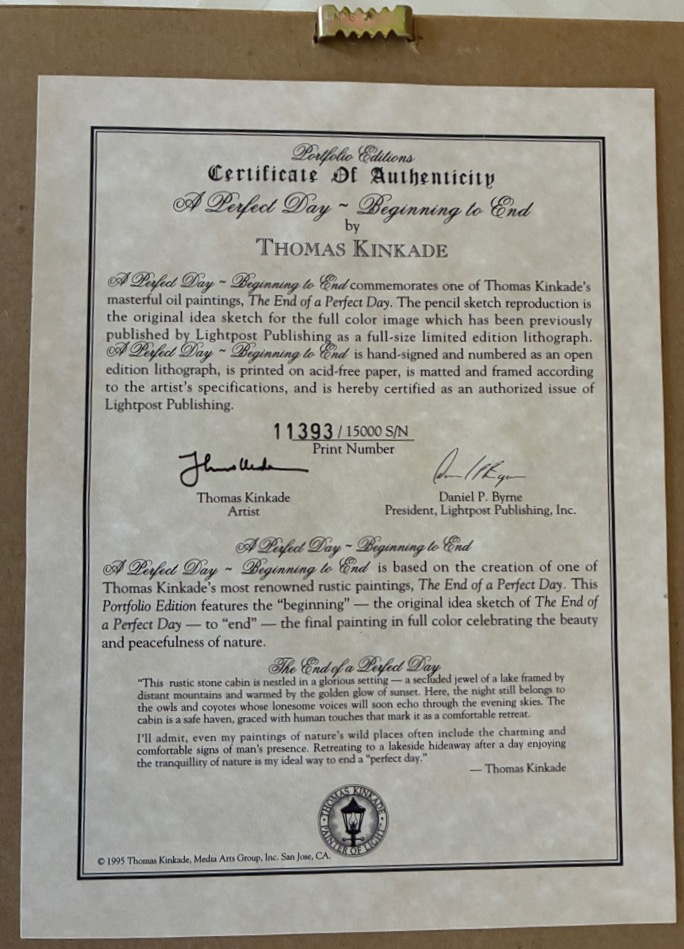 Portfolio Editions
Certificate Of Authenticity
A Perfect Day ~ Beginning to End
by
THOMAS KINKADE
A Perfect Day ~ Beginning to End commemorates one of Thomas Kinkade's
masterful oil paintings, The End of a Perfect Day. The pencil sketch reproduction is
the original idea sketch for the full color image which has been previously
published by Lightpost Publishing as a full-size limited edition lithograph.
A Perfect Day ~ Beginning to End is hand-signed and numbered as an open
edition lithograph, is printed on acid-free paper, is matted and framed according
to the artist's specifications, and is hereby certified as an authorized issue of
Lightpost Publishing.
11393 / 15000 S/N
Print Number
Thomas Kinkade
Artist
Daniel P. Byrne
President, Lightpost Publishing, Inc.
A Perfect Day ~ Beginning to End
A Perfect Day ~ Beginning to End is based on the creation of one of
Thomas Kinkade's most renowned rustic paintings, The End of a Perfect Day. This
Portfolio Edition features the "beginning" — the original idea sketch of The End of
a Perfect Day — to "end" — the final painting in full color celebrating the beauty
and peacefulness of nature.
The End of a Perfect Day
"This rustic stone cabin is nestled in a glorious setting — a secluded jewel of a lake framed by
distant mountains and warmed by the golden glow of sunset. Here, the night still belongs to
the owls and coyotes whose lonesome voices will soon echo through the evening skies. The
cabin is a safe haven, graced with human touches that mark it as a comfortable retreat.
I'll admit, even my paintings of nature's wild places often include the charming and
comfortable signs of man's presence. Retreating to a lakeside hideaway after a day enjoying
the tranquillity of nature is my ideal way to end a "perfect day."
— Thomas Kinkade
THOMAS KINKADE
PAINTER OF LIGHT
© 1995 Thomas Kinkade, Media Arts Group, Inc. San Jose, CA.